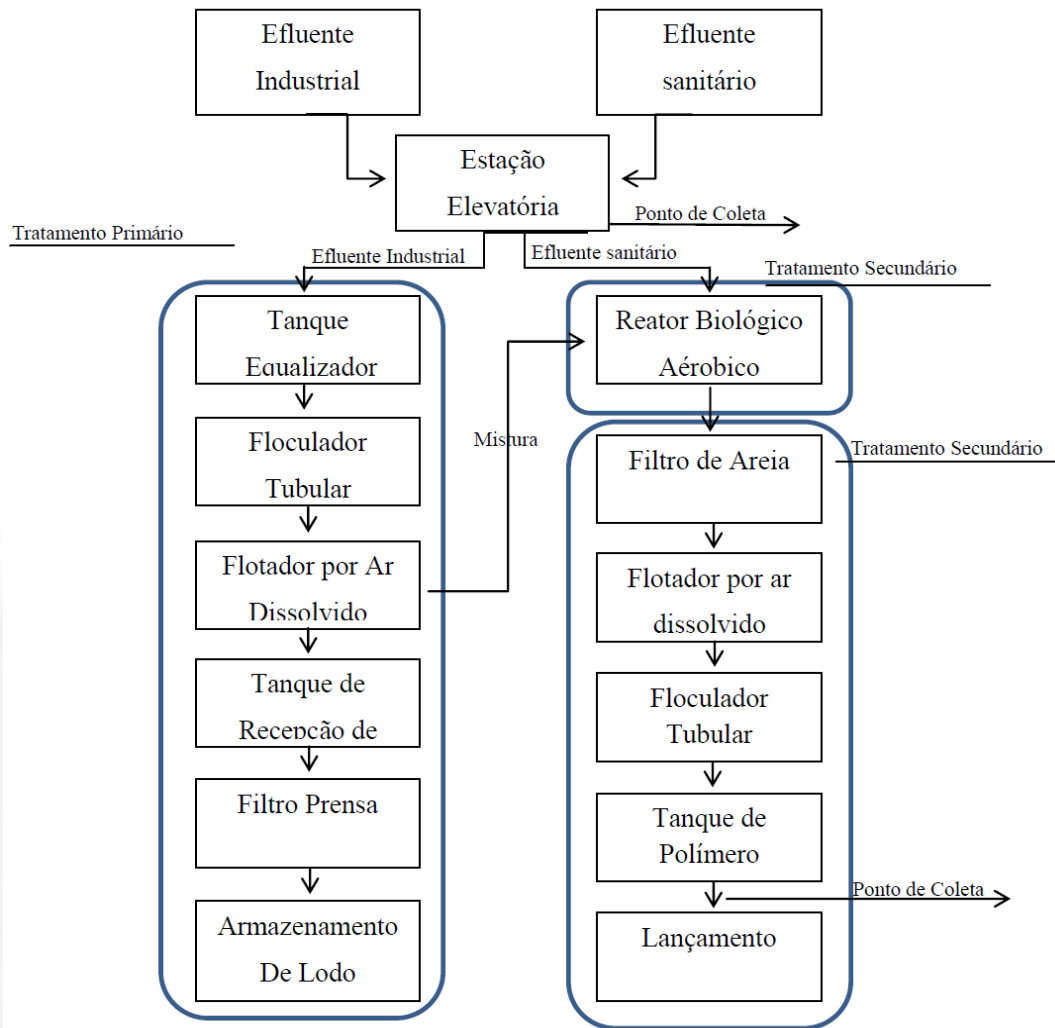 Efluente
Industrial
Efluente
sanitário
Estação
Elevatória
Ponto de Coleta
Tratamento Primário
Efluente Industrial
Efluente sanitário
Tratamento Secundário
Tanque
Equalizador
Reator Biológico
Aérobico
Mistura
Floculador
Tubular
Filtro de Areia
Tratamento Secundário
Flotador por Ar
Dissolvido
Flotador por ar
dissolvido
Tanque de
Recepção de
Floculador
Tubular
Filtro Prensa
Tanque de
Polímero
Ponto de Coleta
Armazenamento
De Lodo
Lançamento